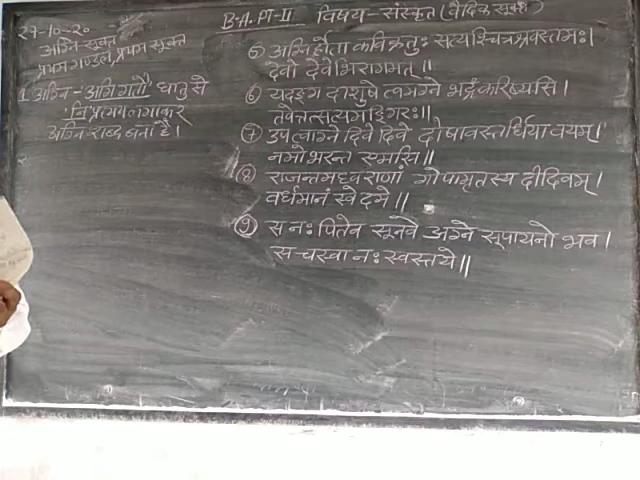 27-10-20
B.A. PT-II विषय - संस्कृत (वैदिक सूक्त)
अग्नि सूक्त
प्रथम मण्डल, प्रथम सूक्त
1. अग्नि - अगि गतौ धातु से
नि प्रत्यय लगाकर
अग्नि शब्द बना है।
2.
⑤ अग्निर्होता कविक्रतुः सत्यश्चित्रश्रवस्तमः।
देवो देवेभिरागमत्॥
⑥ यदङ्ग दाशुषे त्वमग्ने भद्रंकरिष्यसि।
तवेत्तत्सत्यमङ्गिरः॥
⑦ उप त्वाग्ने दिवे दिवे दोषावस्तर्धिया वयम्।
नमो भरन्त एमसि॥
⑧ राजन्तमध्वराणां गोपामृतस्य दीदिवम्।
वर्धमानं स्वे दमे॥
⑨ स नः पितेव सूनवे अग्ने सूपायनो भव।
सचस्वा नः स्वस्तये॥